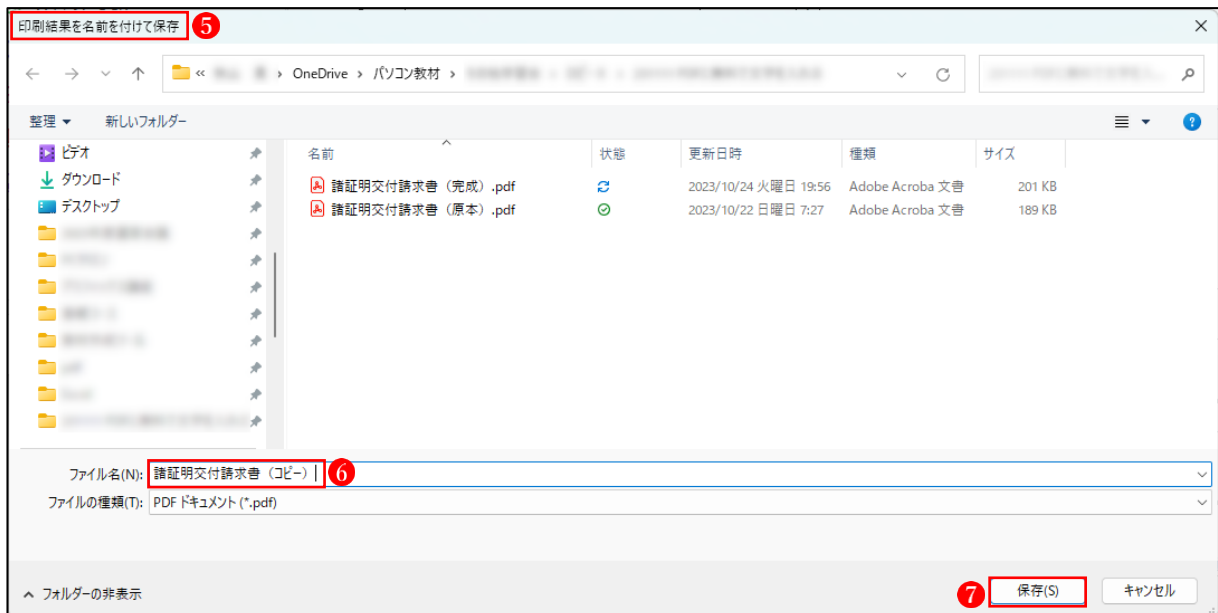 印刷結果を名前を付けて保存 5
« OneDrive › パソコン教材 ›
整理 新しいフォルダー
ビデオ
ダウンロード
デスクトップ
名前 状態 更新日時 種類 サイズ
諸証明交付請求書（完成）.pdf 2023/10/24 火曜日 19:56 Adobe Acroba 文書 201 KB
諸証明交付請求書（原本）.pdf 2023/10/22 日曜日 7:27 Adobe Acroba 文書 189 KB
ファイル名(N): 諸証明交付請求書（コピー） 6
ファイルの種類(T): PDF ドキュメント (*.pdf)
フォルダーの非表示 7 保存(S) キャンセル